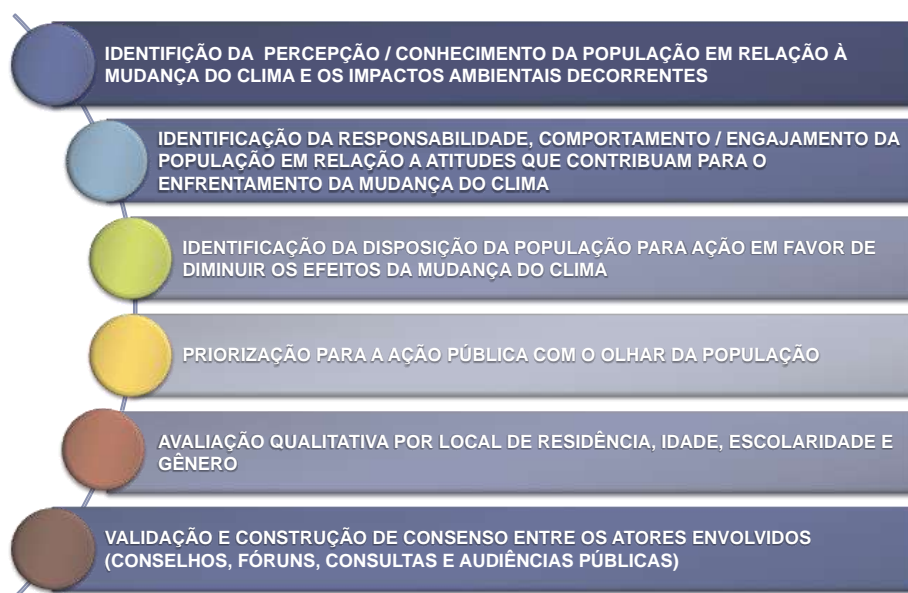 IDENTIFIÇÃO DA PERCEPÇÃO / CONHECIMENTO DA POPULAÇÃO EM RELAÇÃO À
MUDANÇA DO CLIMA E OS IMPACTOS AMBIENTAIS DECORRENTES
IDENTIFICAÇÃO DA RESPONSABILIDADE, COMPORTAMENTO / ENGAJAMENTO DA
POPULAÇÃO EM RELAÇÃO A ATITUDES QUE CONTRIBUAM PARA O
ENFRENTAMENTO DA MUDANÇA DO CLIMA
IDENTIFICAÇÃO DA DISPOSIÇÃO DA POPULAÇÃO PARA AÇÃO EM FAVOR DE
DIMINUIR OS EFEITOS DA MUDANÇA DO CLIMA
PRIORIZAÇÃO PARA A AÇÃO PÚBLICA COM O OLHAR DA POPULAÇÃO
AVALIAÇÃO QUALITATIVA POR LOCAL DE RESIDÊNCIA, IDADE, ESCOLARIDADE E
GÊNERO
VALIDAÇÃO E CONSTRUÇÃO DE CONSENSO ENTRE OS ATORES ENVOLVIDOS
(CONSELHOS, FÓRUNS, CONSULTAS E AUDIÊNCIAS PÚBLICAS)